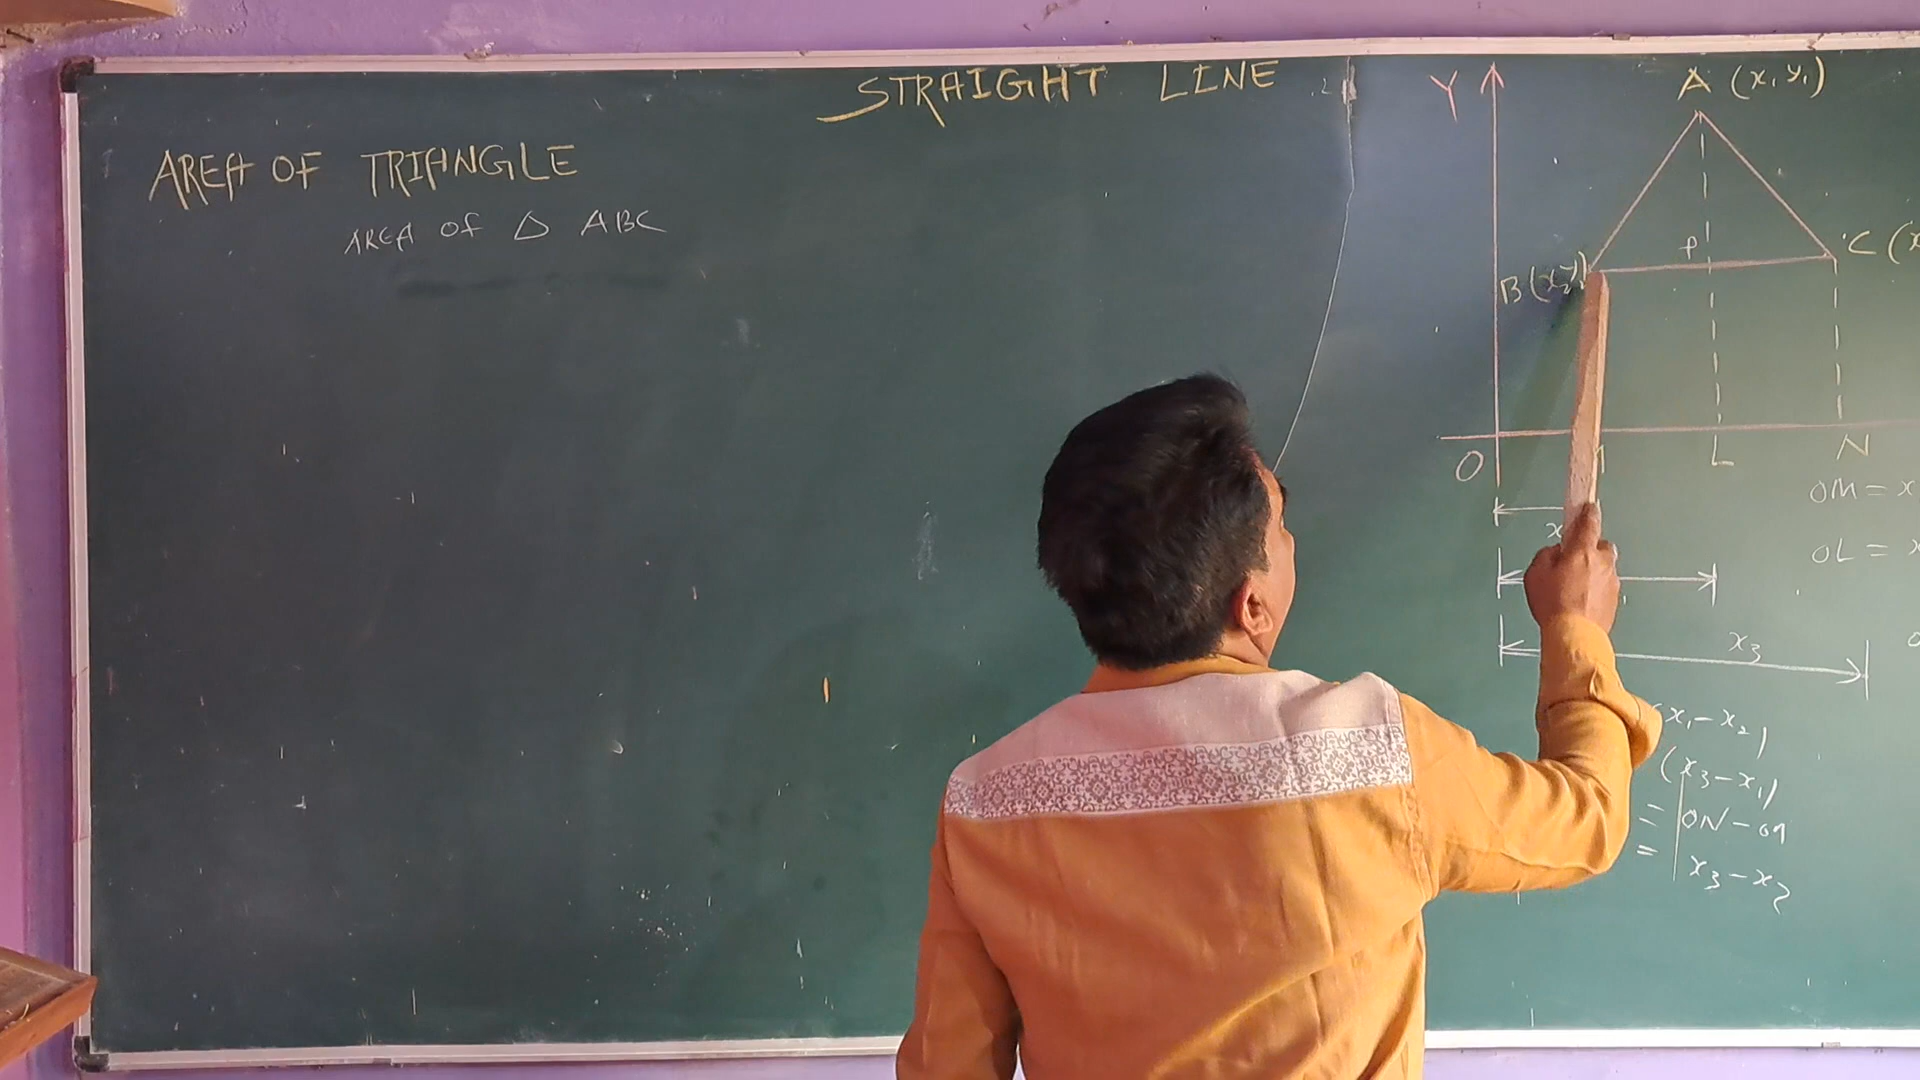 STRAIGHT LINE
AREA OF TRIANGLE
AREA OF △ ABC
Y
A (x₁ y₁)
P
C (x
B (x₂ y₂)
O
L
N
OM = x
OL = x
x₃
x₁ - x₂)
(x₃ - x₁)
= |ON - OM
= | x₃ - x₂